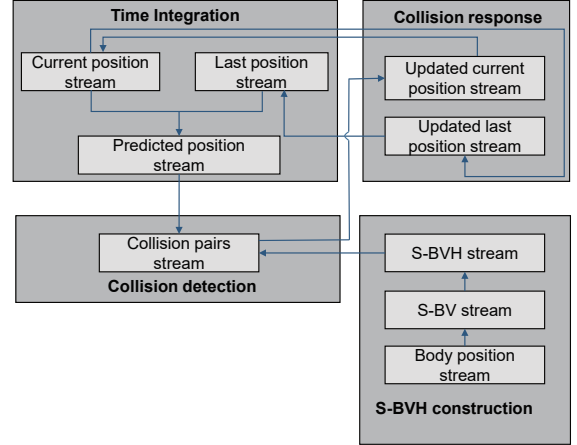 Time Integration
Current position
stream
Last position
stream
Predicted position
stream
Collision response
Updated current
position stream
Updated last
position stream
Collision pairs
stream
Collision detection
S-BVH stream
S-BV stream
Body position
stream
S-BVH construction